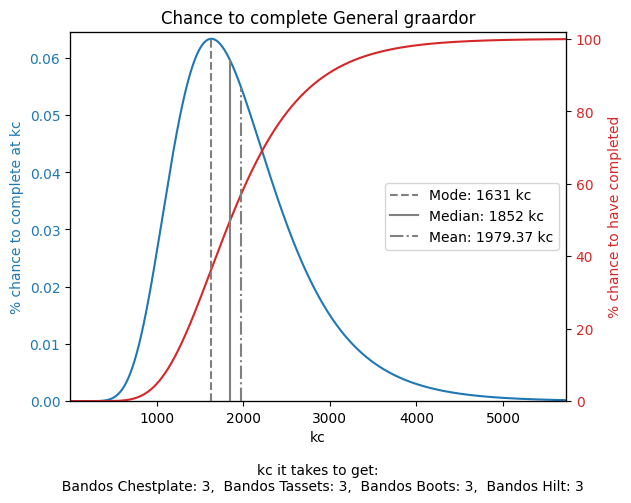 Chance to complete General graardor
% chance to complete at kc
0.06
0.05
0.04
0.03
0.02
0.01
0.00
Mode: 1631 kc
Median: 1852 kc
Mean: 1979.37 kc
100
80
60
40
20
0
% chance to have completed
1000 2000 3000 4000 5000
kc
kc it takes to get:
Bandos Chestplate: 3, Bandos Tassets: 3, Bandos Boots: 3, Bandos Hilt: 3